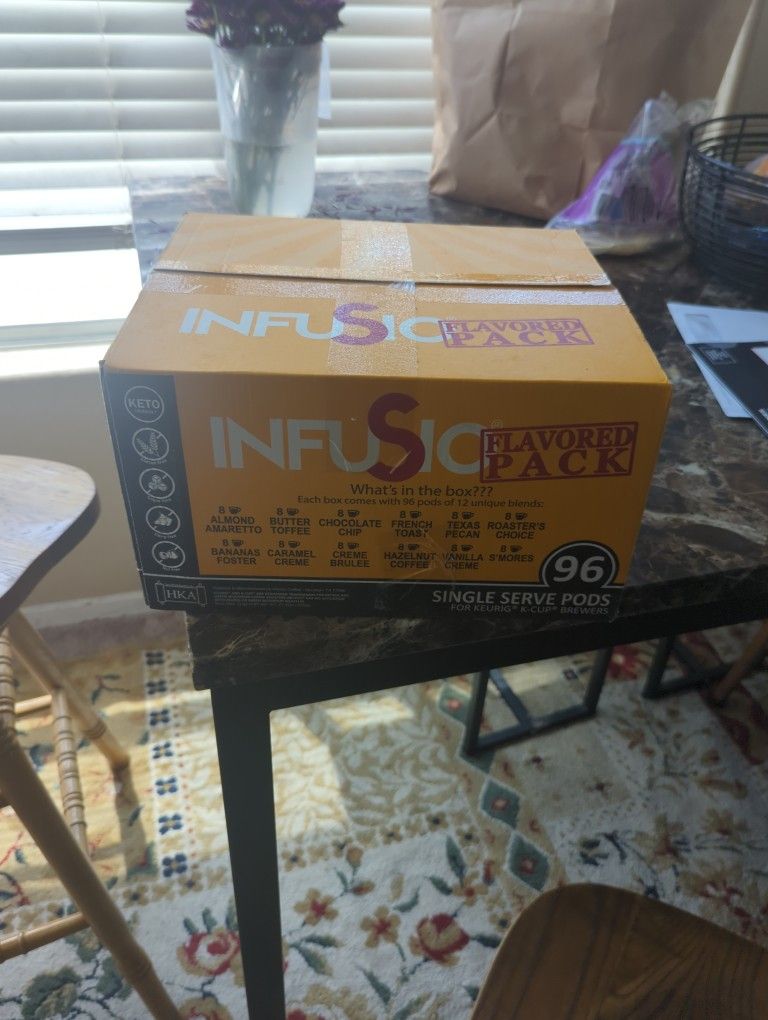 INFUSIO FLAVORED
PACK
INFUSIO® FLAVORED
PACK
What's in the box???
Each box comes with 96 pods of 12 unique blends:
8 8 8 8 8 8
ALMOND BUTTER CHOCOLATE FRENCH TEXAS ROASTER'S
AMARETTO TOFFEE CHIP TOAST PECAN CHOICE
8 8 8 8 8 8
BANANAS CARAMEL CREME HAZELNUT VANILLA S'MORES
FOSTER CREME BRULEE COFFEE CREME
96
SINGLE SERVE PODS
FOR KEURIG® K-CUP® BREWERS
KETO
HKA